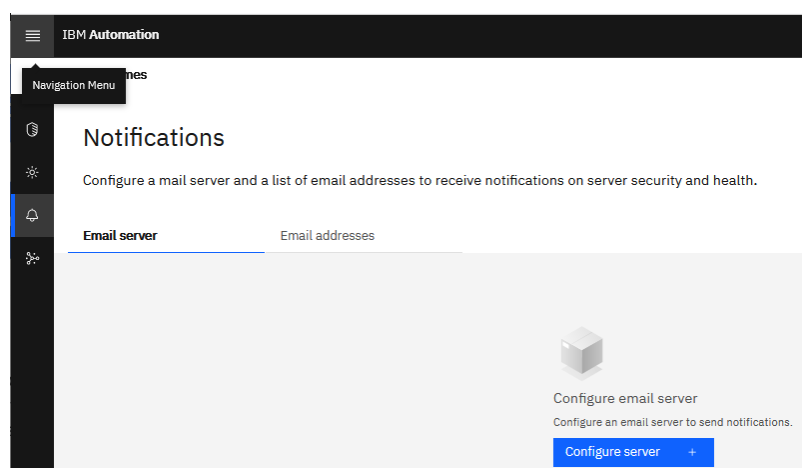 IBM Automation
Navigation Menu
Notifications
Configure a mail server and a list of email addresses to receive notifications on server security and health.
Email server
Email addresses
Configure email server
Configure an email server to send notifications.
Configure server +